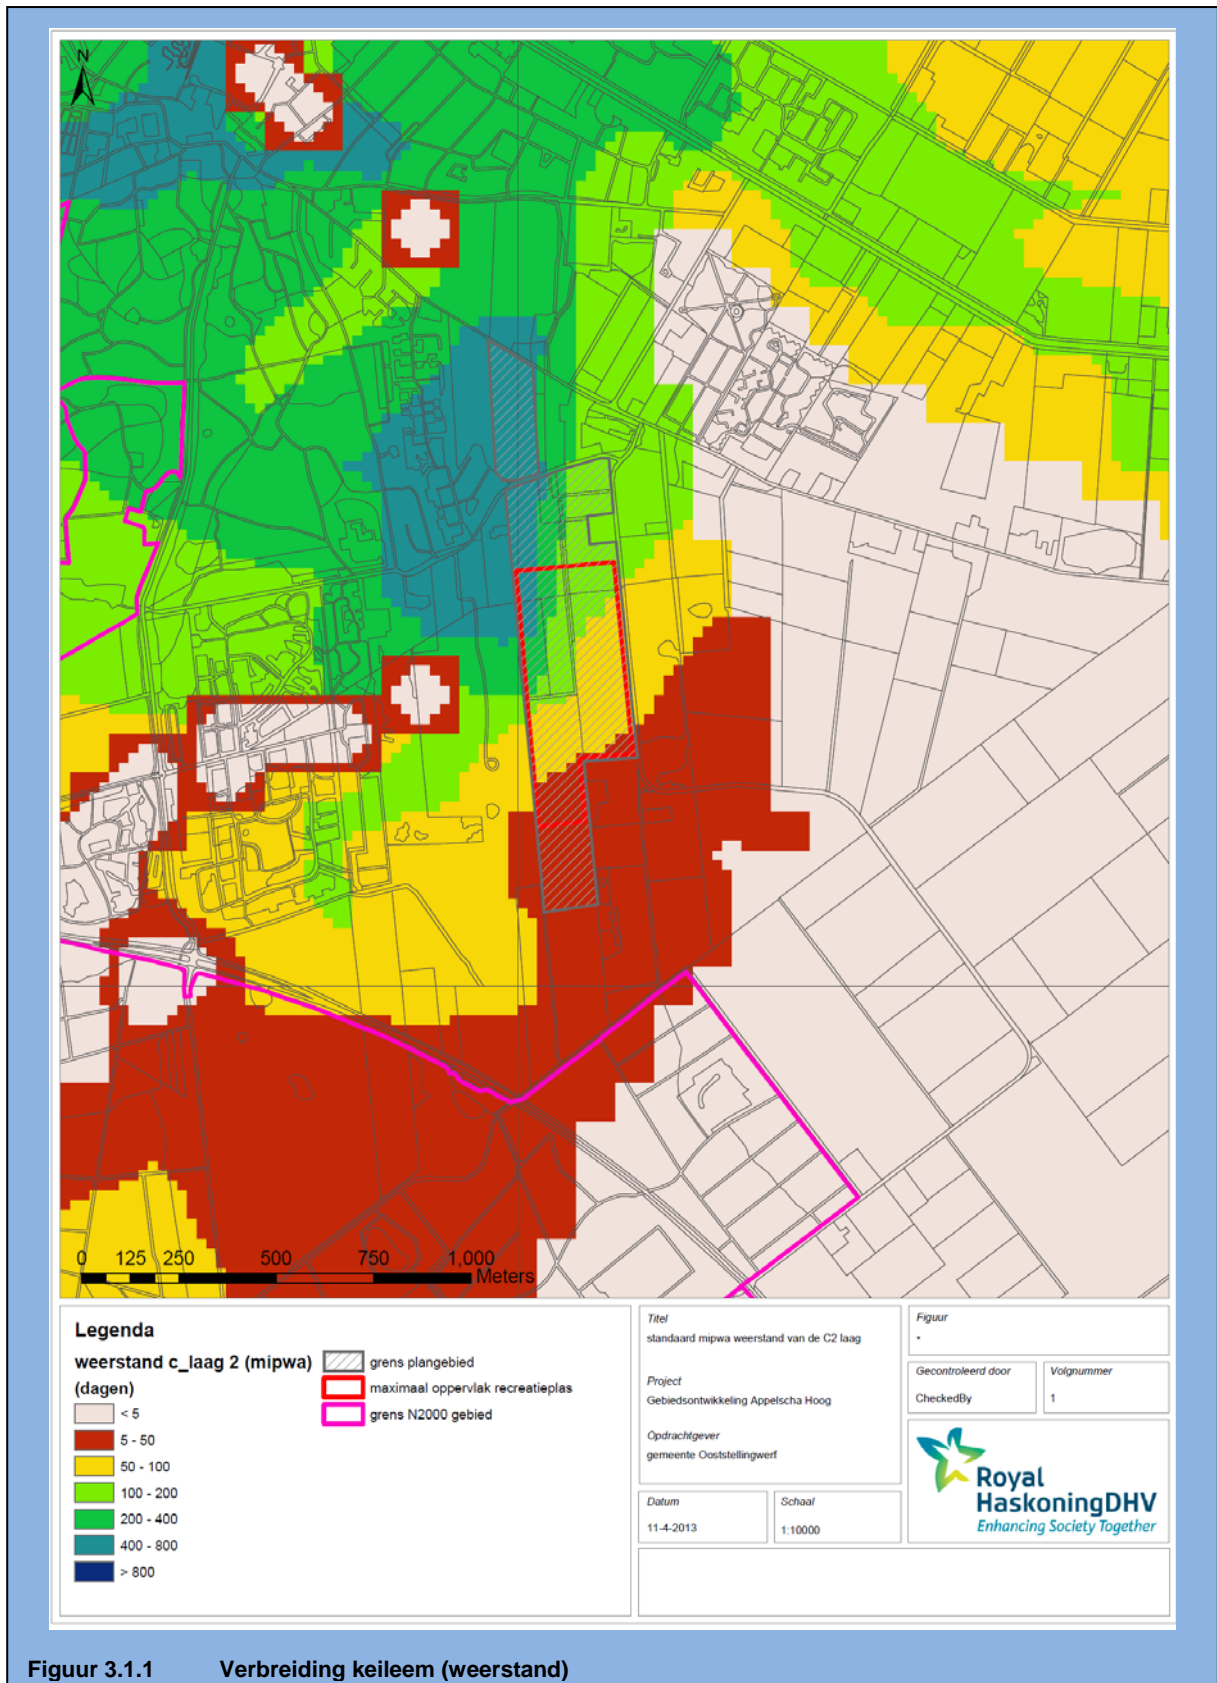 N
0 125 250 500 750 1,000
Meters
Legenda
weerstand c_laag 2 (mipwa)
(dagen)
< 5
5 - 50
50 - 100
100 - 200
200 - 400
400 - 800
> 800
grens plangebied
maximaal oppervlak recreatieplas
grens N2000 gebied
Titel
standaard mipwa weerstand van de C2 laag
Project
Gebiedsontwikkeling Appelscha Hoog
Opdrachtgever
gemeente Ooststellingwerf
Datum
11-4-2013
Schaal
1:10000
Figuur
-
Gecontroleerd door
CheckedBy
Volgnummer
1
Royal
HaskoningDHV
Enhancing Society Together
Figuur 3.1.1 Verbreiding keileem (weerstand)